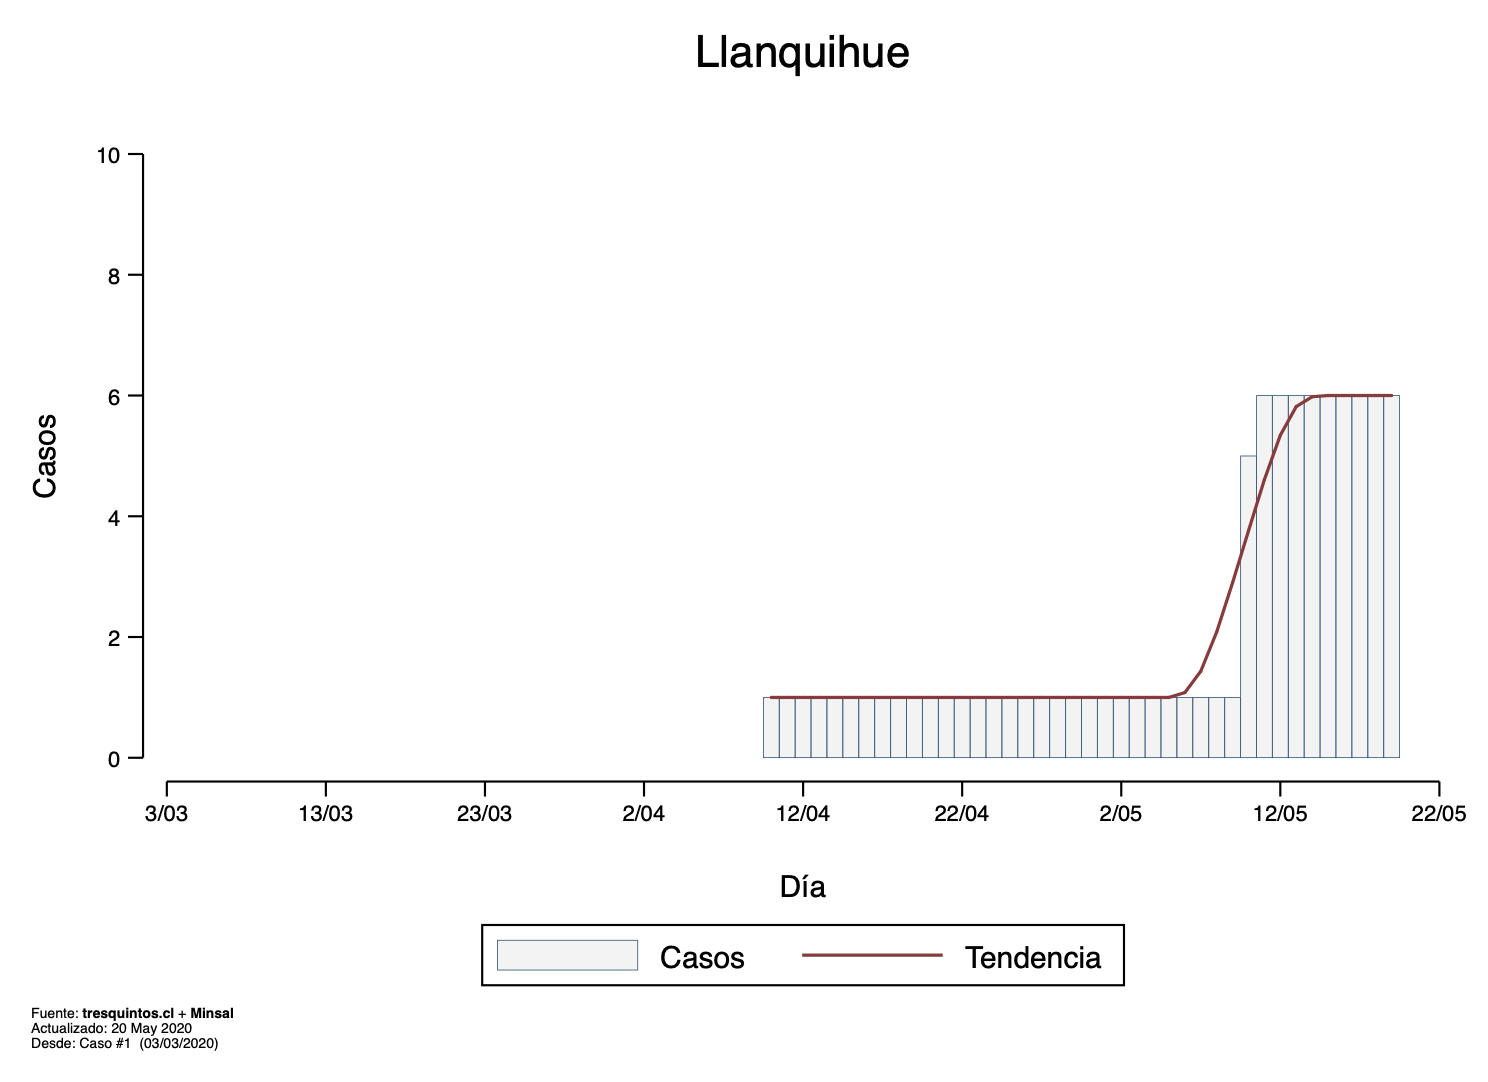 Llanquihue
10
8
6
4
2
0
Casos
3/03 13/03 23/03 2/04 12/04 22/04 2/05 12/05 22/05
Día
Casos Tendencia
Fuente: tresquintos.cl + Minsal
Actualizado: 20 May 2020
Desde: Caso #1 (03/03/2020)